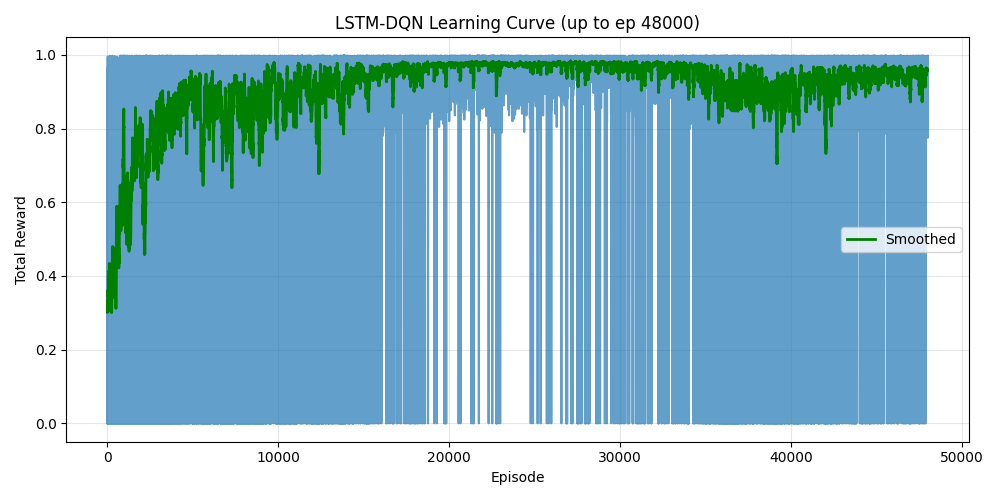 LSTM-DQN Learning Curve (up to ep 48000)
1.0
0.8
0.6
0.4
0.2
0.0
Total Reward
Smoothed
0 10000 20000 30000 40000 50000
Episode